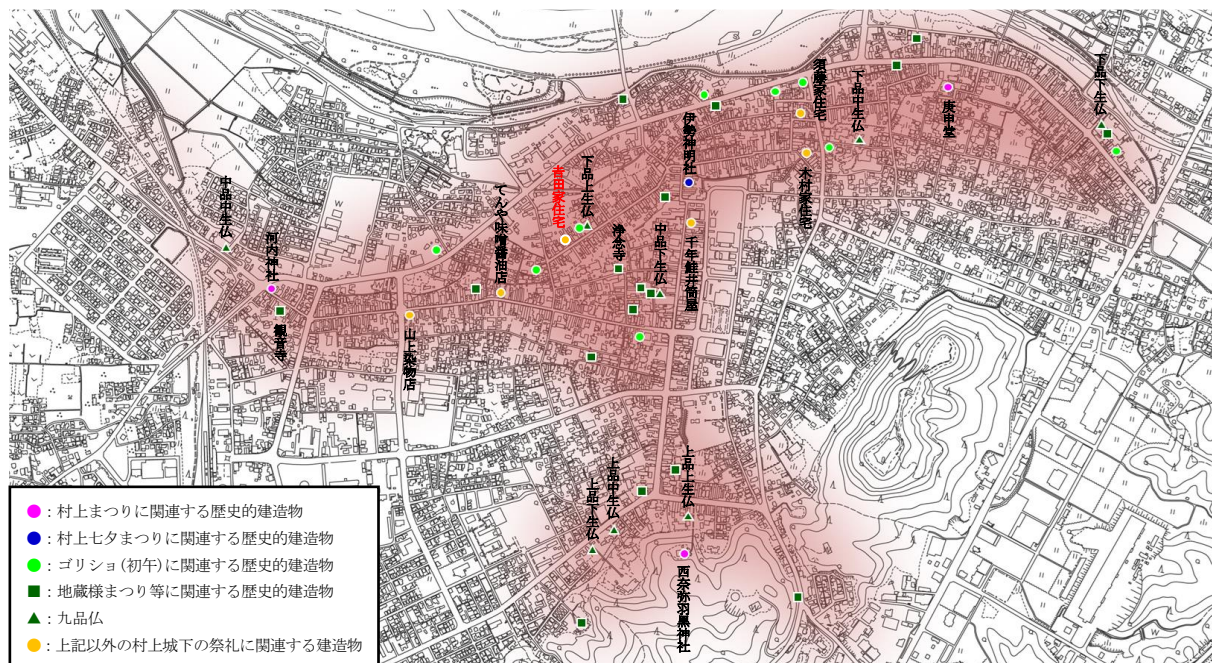 須藤家住宅
下品中生仏
下品下生仏
庚申堂
伊勢神明社
木村家住宅
吉田家住宅
下品上生仏
てんや味噌醤油店
浄念寺
中品下生仏
千年鮭井筒屋
中品中生仏
河内神社
観音寺
山上染物店
上品上生仏
上品中生仏
上品下生仏
西奈弥羽黒神社
：村上まつりに関連する歴史的建造物
：村上七夕まつりに関連する歴史的建造物
：ゴリショ(初午)に関連する歴史的建造物
：地蔵様まつり等に関連する歴史的建造物
：九品仏
：上記以外の村上城下の祭礼に関連する建造物